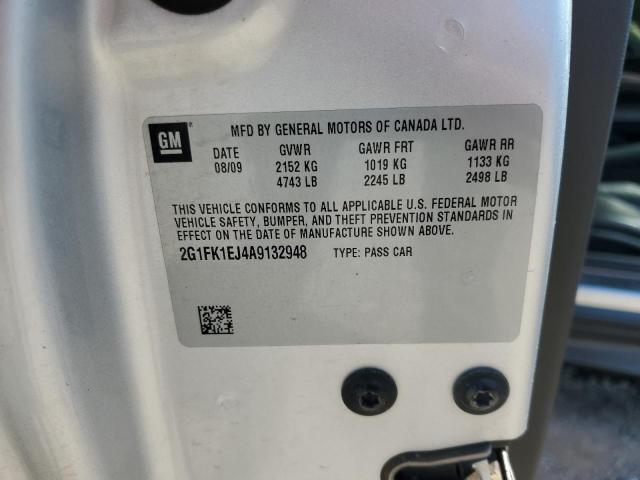 GM ® MFD BY GENERAL MOTORS OF CANADA LTD.
DATE GVWR GAWR FRT GAWR RR
08/09 2152 KG 1019 KG 1133 KG
4743 LB 2245 LB 2498 LB
THIS VEHICLE CONFORMS TO ALL APPLICABLE U.S. FEDERAL MOTOR
VEHICLE SAFETY, BUMPER, AND THEFT PREVENTION STANDARDS IN
EFFECT ON THE DATE OF MANUFACTURE SHOWN ABOVE.
2G1FK1EJ4A9132948 TYPE: PASS CAR